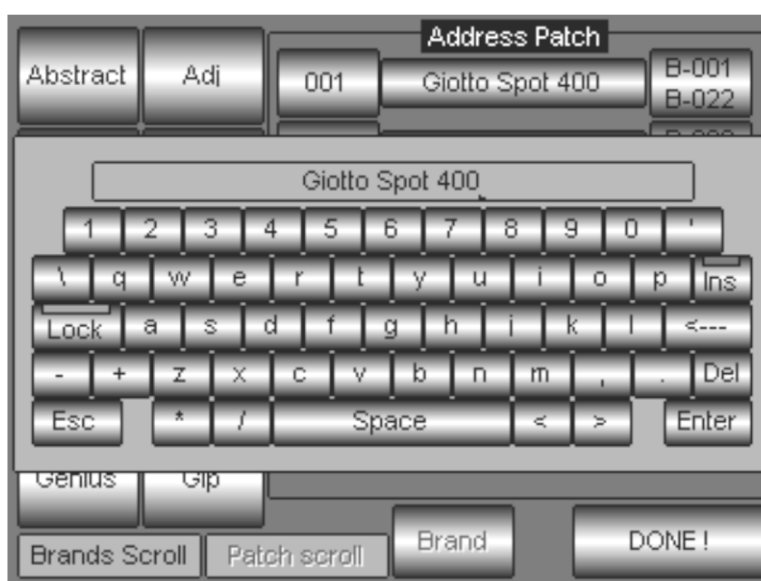 Address Patch
Abstract Adj 001 Giotto Spot 400 B-001
B-022
Giotto Spot 400
1 2 3 4 5 6 7 8 9 0 '
\ q w e r t y u i o p Ins
Lock a s d f g h j k l <---
- + z x c v b n m , . Del
Esc * / Space < > Enter
Genius Glp
Brands Scroll Patch scroll Brand DONE !